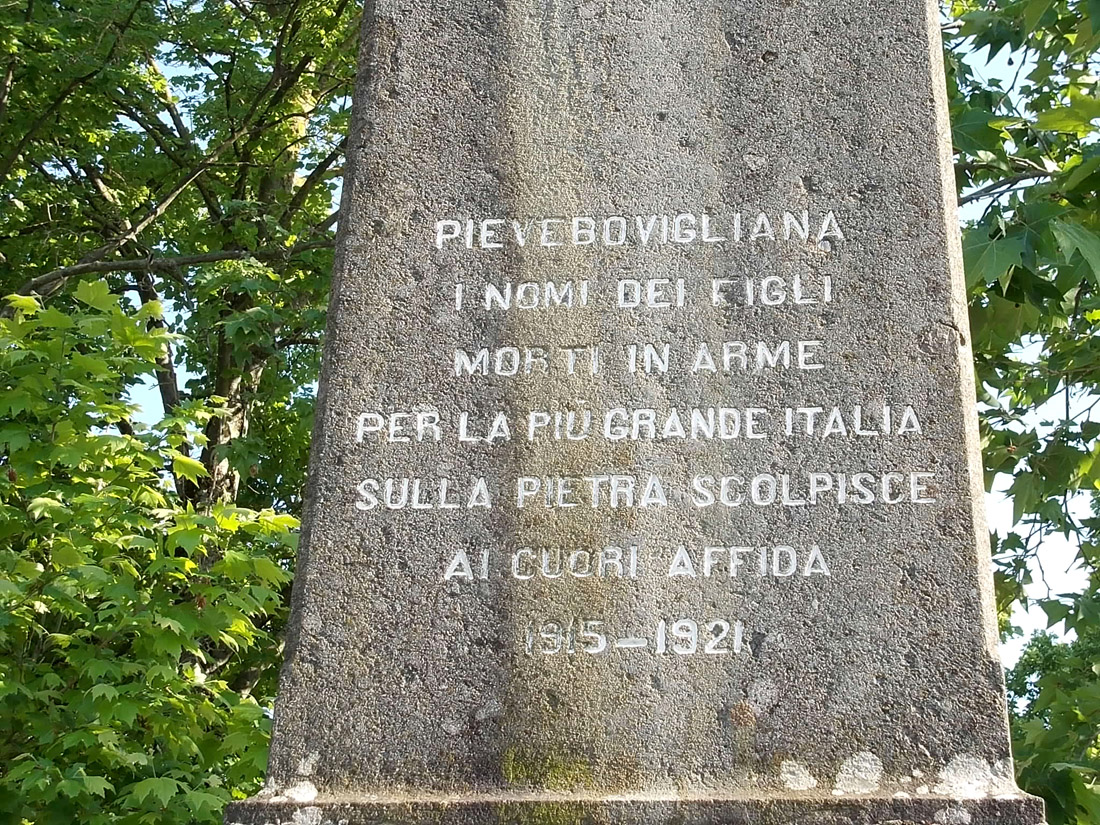 PIEVEBOVIGLIANA
I NOMI DEI FIGLI
MORTI IN ARME
PER LA PIÙ GRANDE ITALIA
SULLA PIETRA SCOLPISCE
AI CUORI AFFIDA
1915-1921